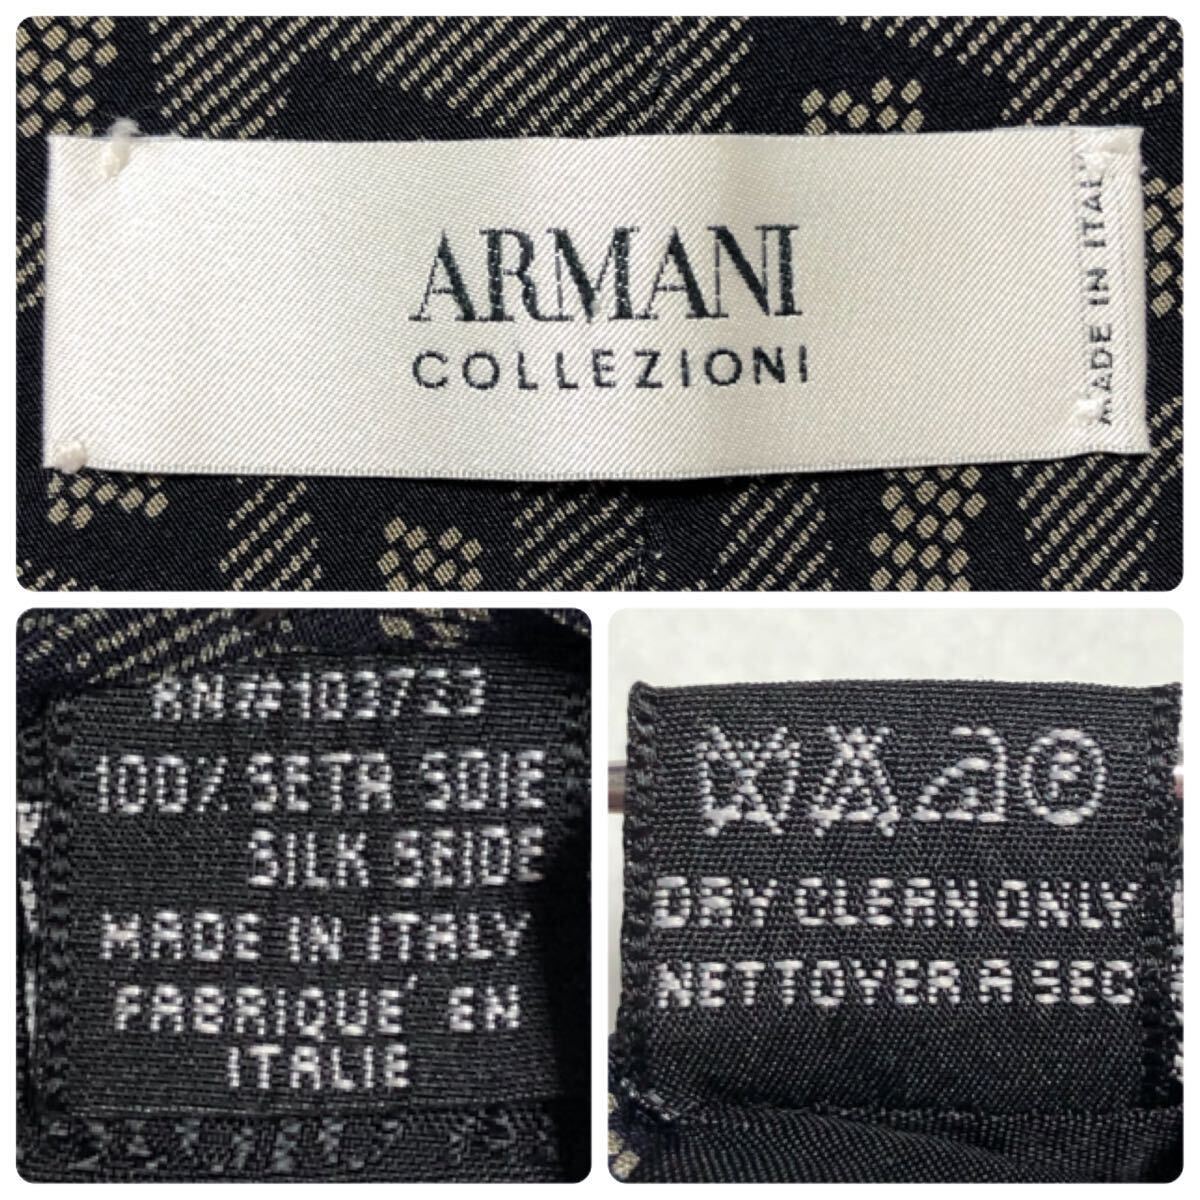 ARMANI
COLLEZIONI
MADE IN ITALY
RN#103733
100% SETA SOIE
SILK SEIDE
MADE IN ITALY
FABRIQUÉ EN
ITALIE
DRY CLEAN ONLY
NETTOYER A SEC